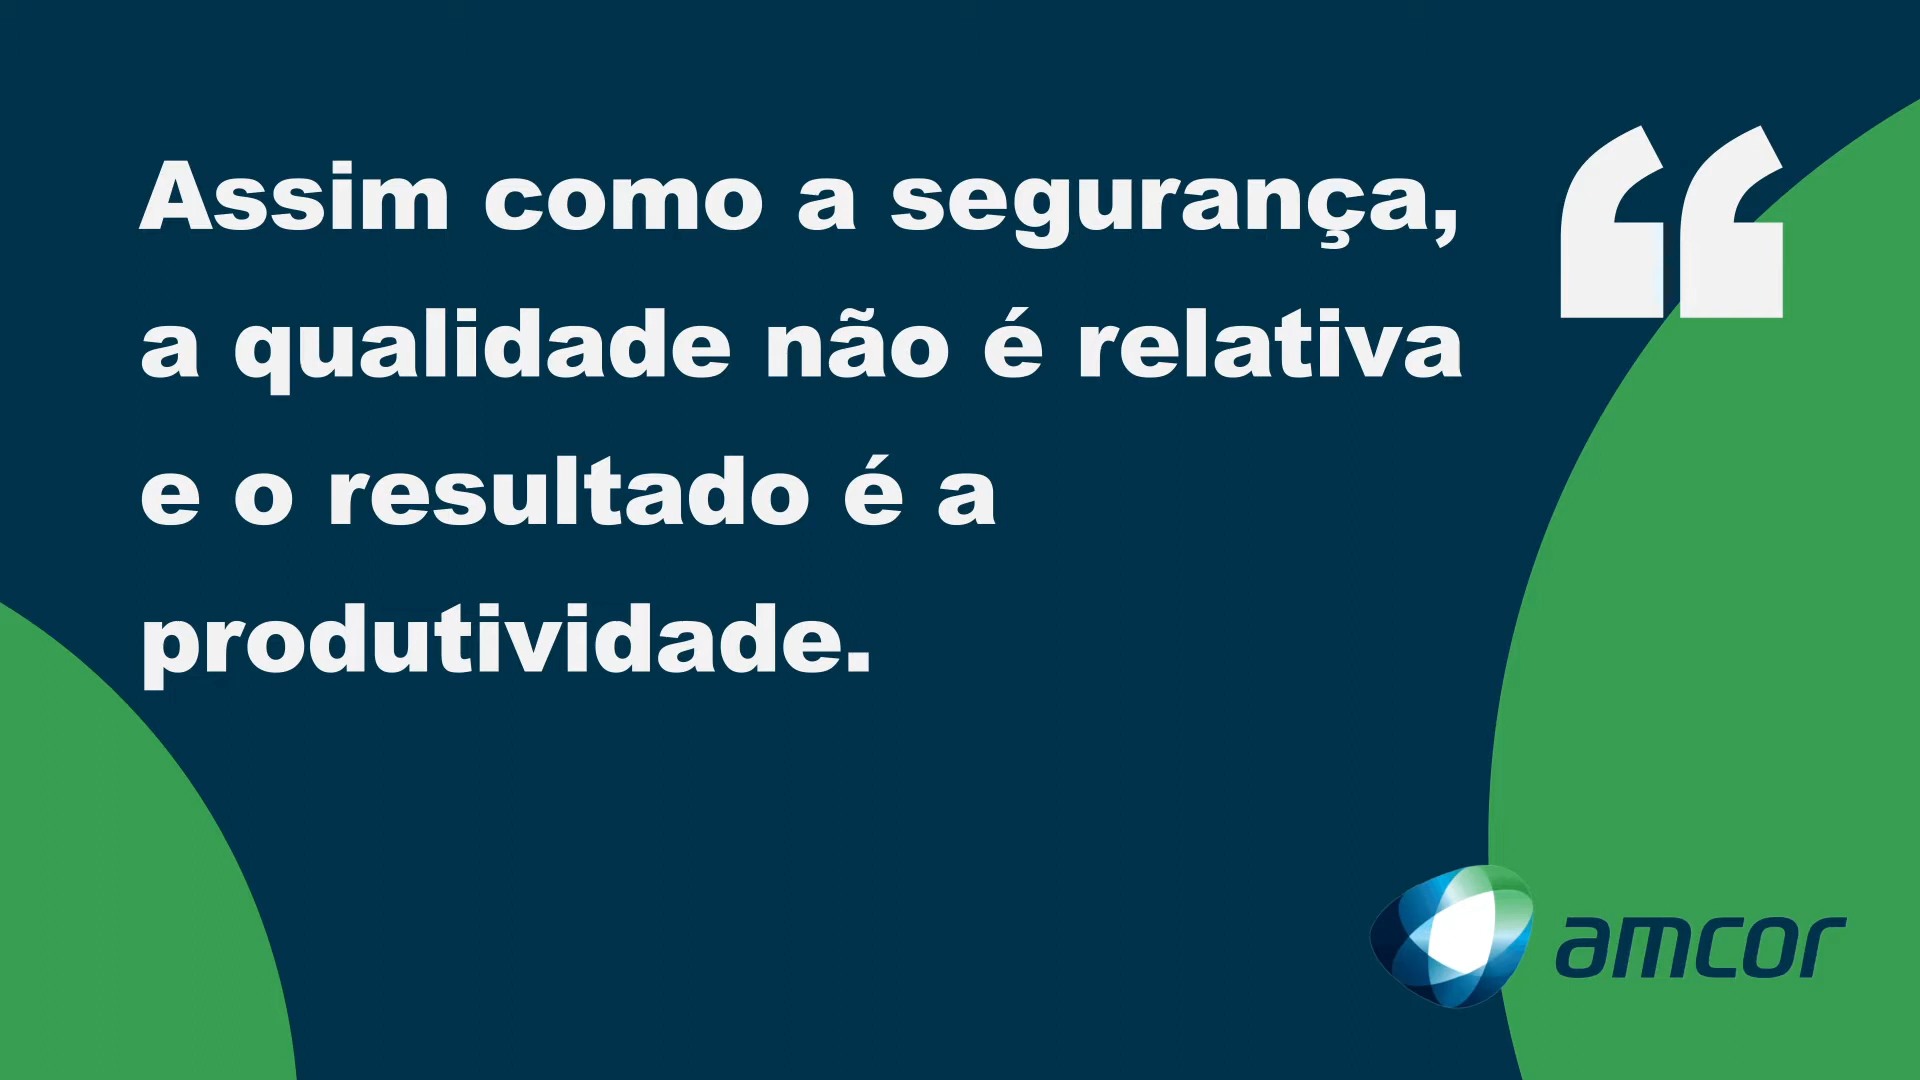 Assim como a segurança,
a qualidade não é relativa
e o resultado é a
produtividade.
“
amcor